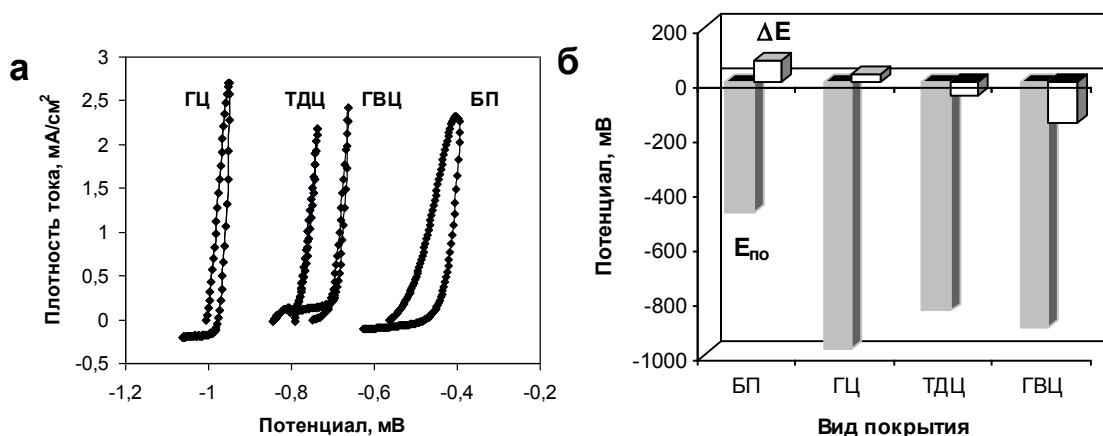 а
Плотность тока, мА/см²
3
2,5
2
1,5
1
0,5
0
-0,5
ГЦ
ТДЦ
ГВЦ
БП
-1,2
-1
-0,8
-0,6
-0,4
-0,2
Потенциал, мВ
б
Потенциал, мВ
200
0
-200
-400
-600
-800
-1000
ΔE
Eпо
БП
ГЦ
ТДЦ
ГВЦ
Вид покрытия